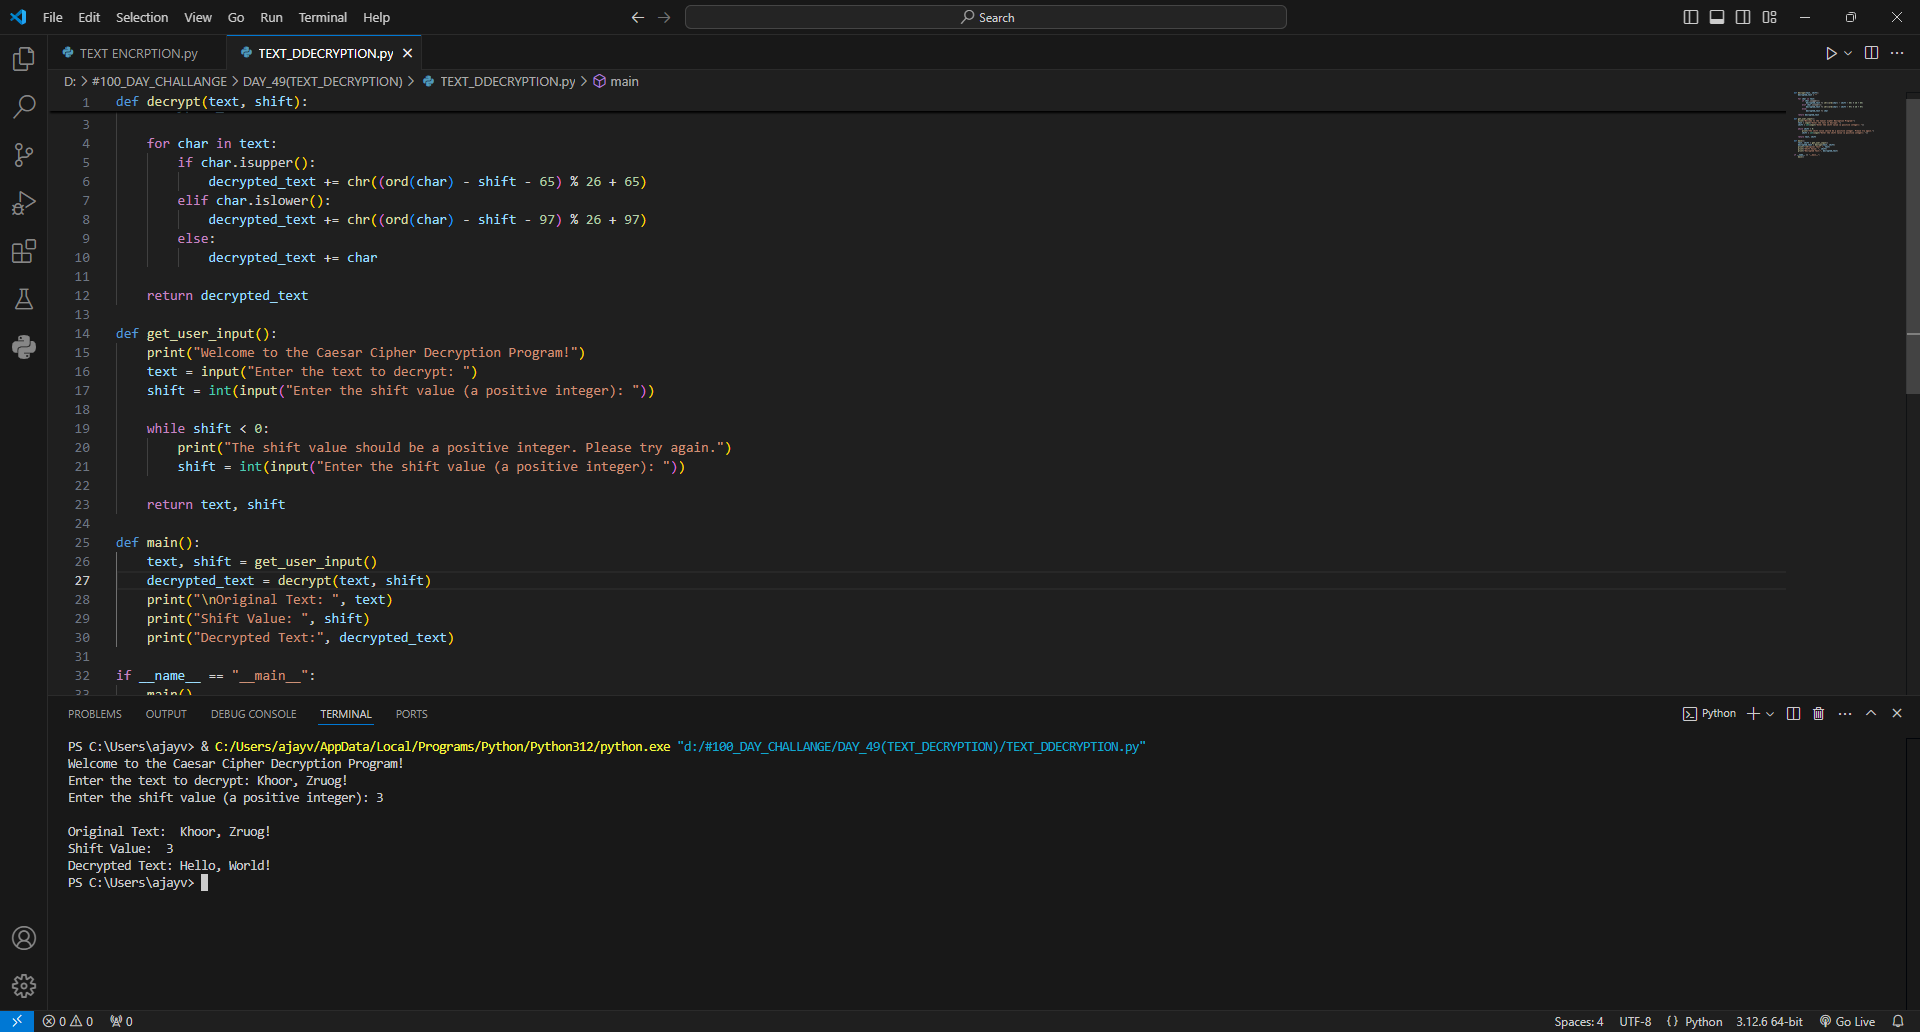 File Edit Selection View Go Run Terminal Help
Search
TEXT ENCRPTION.py
TEXT_DDECRYPTION.py
D: > #100_DAY_CHALLANGE > DAY_49(TEXT_DECRYPTION) > TEXT_DDECRYPTION.py > main
1 def decrypt(text, shift):
3
4 for char in text:
5 if char.isupper():
6 decrypted_text += chr((ord(char) - shift - 65) % 26 + 65)
7 elif char.islower():
8 decrypted_text += chr((ord(char) - shift - 97) % 26 + 97)
9 else:
10 decrypted_text += char
11
12 return decrypted_text
13
14 def get_user_input():
15 print("Welcome to the Caesar Cipher Decryption Program!")
16 text = input("Enter the text to decrypt: ")
17 shift = int(input("Enter the shift value (a positive integer): "))
18
19 while shift < 0:
20 print("The shift value should be a positive integer. Please try again.")
21 shift = int(input("Enter the shift value (a positive integer): "))
22
23 return text, shift
24
25 def main():
26 text, shift = get_user_input()
27 decrypted_text = decrypt(text, shift)
28 print("\nOriginal Text: ", text)
29 print("Shift Value: ", shift)
30 print("Decrypted Text:", decrypted_text)
31
32 if __name__ == "__main__":
33 main()
PROBLEMS OUTPUT DEBUG CONSOLE TERMINAL PORTS
Python
PS C:\Users\ajayv> & C:/Users/ajayv/AppData/Local/Programs/Python/Python312/python.exe "d:/#100_DAY_CHALLANGE/DAY_49(TEXT_DECRYPTION)/TEXT_DDECRYPTION.py"
Welcome to the Caesar Cipher Decryption Program!
Enter the text to decrypt: Khoor, Zruog!
Enter the shift value (a positive integer): 3
Original Text:  Khoor, Zruog!
Shift Value:  3
Decrypted Text: Hello, World!
PS C:\Users\ajayv>
0 0 0
Spaces: 4 UTF-8 {} Python 3.12.6 64-bit Go Live